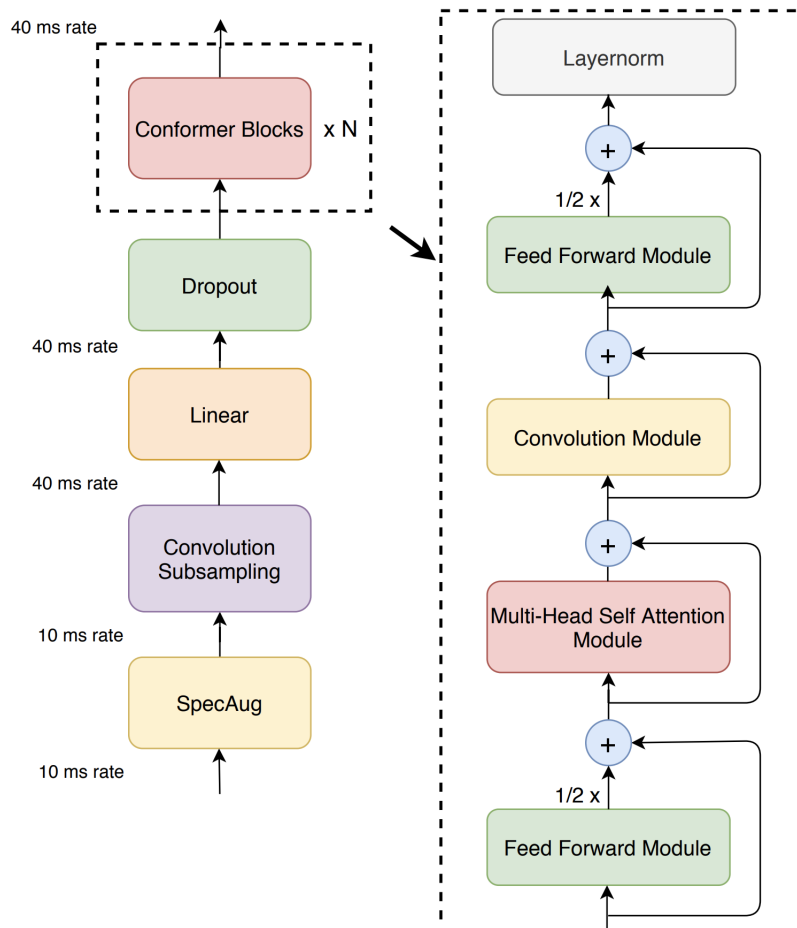 40 ms rate
Conformer Blocks
x N
Dropout
40 ms rate
Linear
40 ms rate
Convolution
Subsampling
10 ms rate
SpecAug
10 ms rate
Layernorm
+
1/2 x
Feed Forward Module
+
Convolution Module
+
Multi-Head Self Attention
Module
+
1/2 x
Feed Forward Module